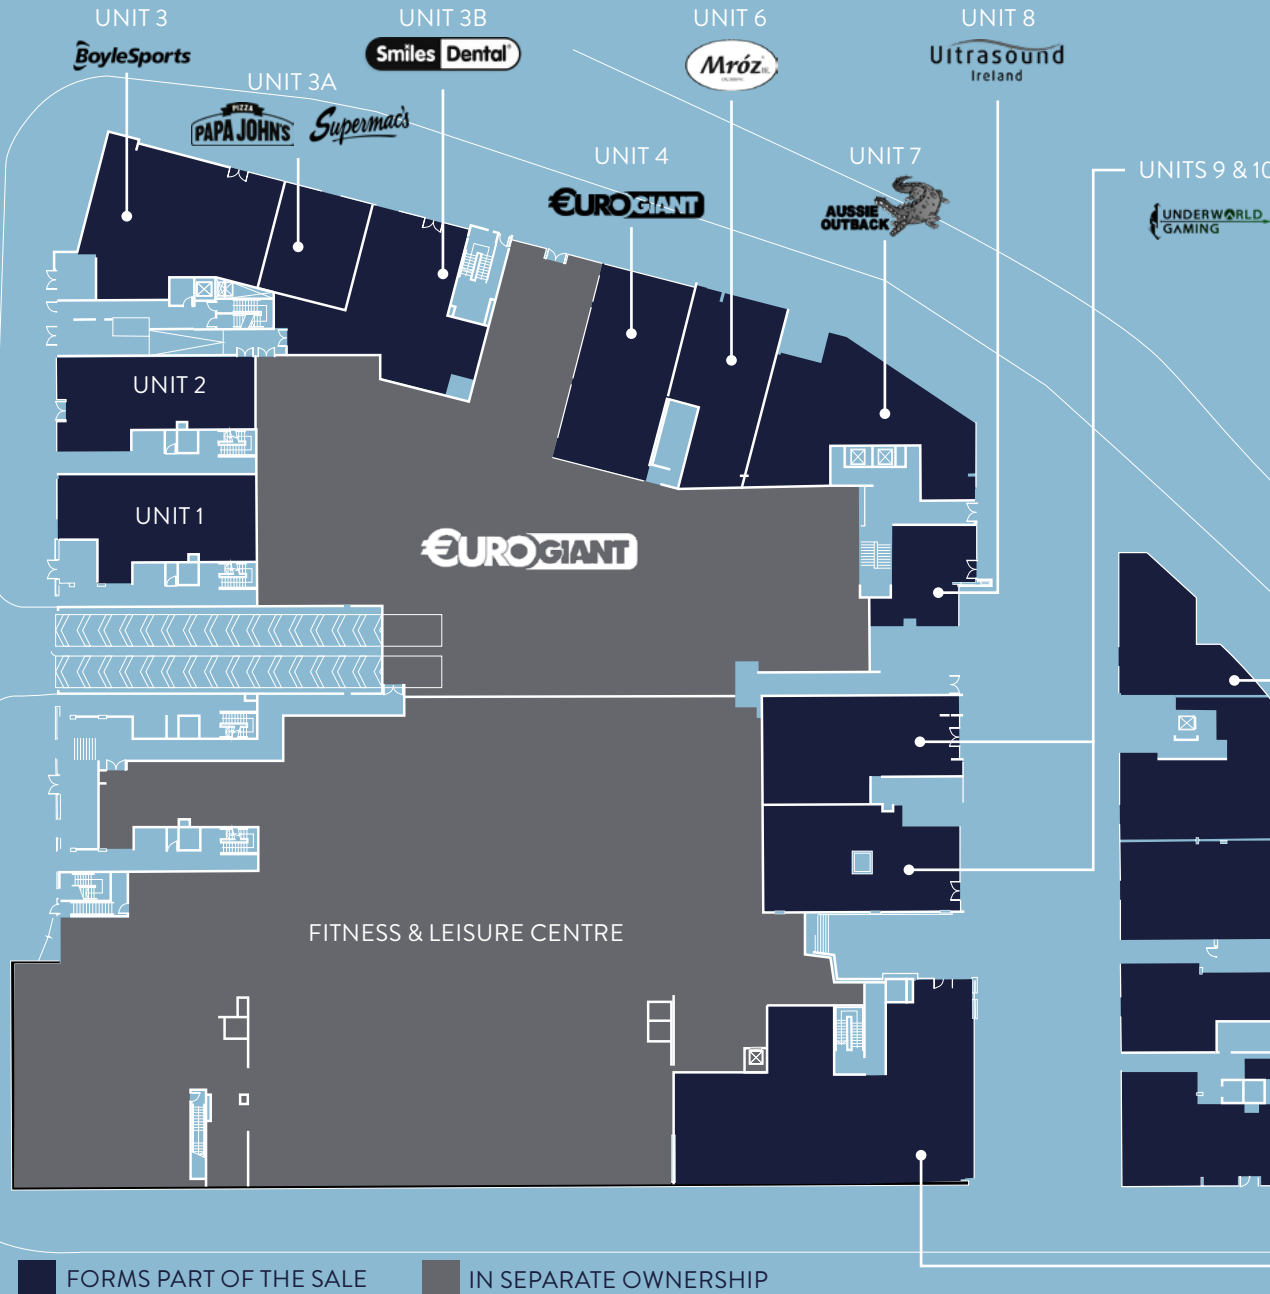 UNIT 3
BoyleSports
UNIT 3A
PIZZA
PAPA JOHN'S
Supermac's
UNIT 3B
Smiles Dental
UNIT 4
€UROGIANT
UNIT 6
Mróz
UNIT 7
AUSSIE
OUTBACK
UNIT 8
Ultrasound
Ireland
UNITS 9 & 10
UNDERWORLD
GAMING
UNIT 2
UNIT 1
€UROGIANT
FITNESS & LEISURE CENTRE
FORMS PART OF THE SALE
IN SEPARATE OWNERSHIP